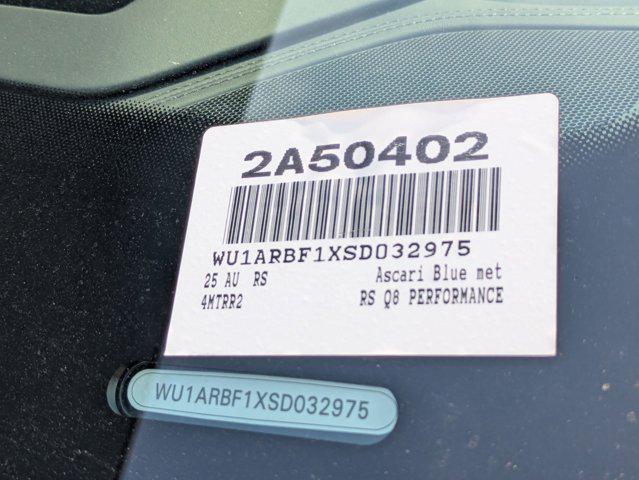 2A50402
WU1ARBF1XSD032975
25 AU RS Ascari Blue met
4MTRR2 RS Q8 PERFORMANCE
WU1ARBF1XSD032975